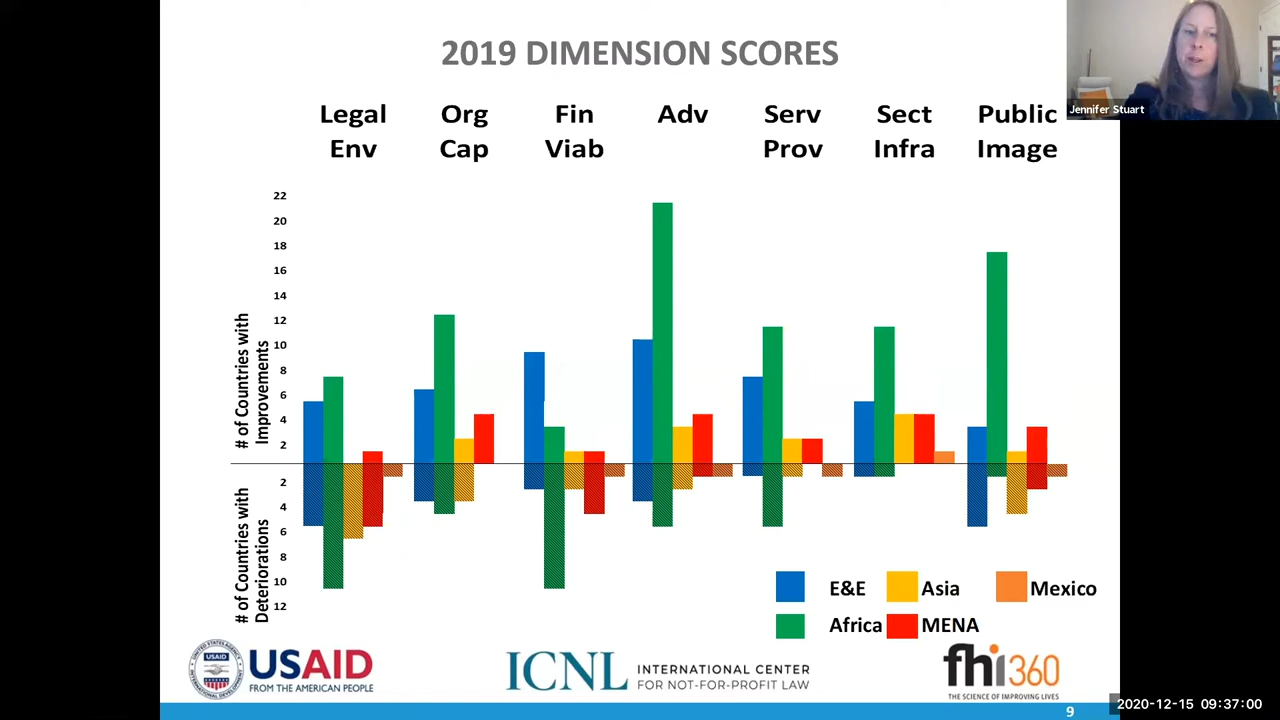 2019 DIMENSION SCORES
Jennifer Stuart
Legal
Env
Org
Cap
Fin
Viab
Adv
Serv
Prov
Sect
Infra
Public
Image
# of Countries with
Improvements
22
20
18
16
14
12
10
8
6
4
2
# of Countries with
Deteriorations
2
4
6
8
10
12
E&E
Asia
Mexico
Africa
MENA
USAID
FROM THE AMERICAN PEOPLE
ICNL
INTERNATIONAL CENTER
FOR NOT-FOR-PROFIT LAW
fhi360
THE SCIENCE OF IMPROVING LIVES
9
2020-12-15 09:37:00